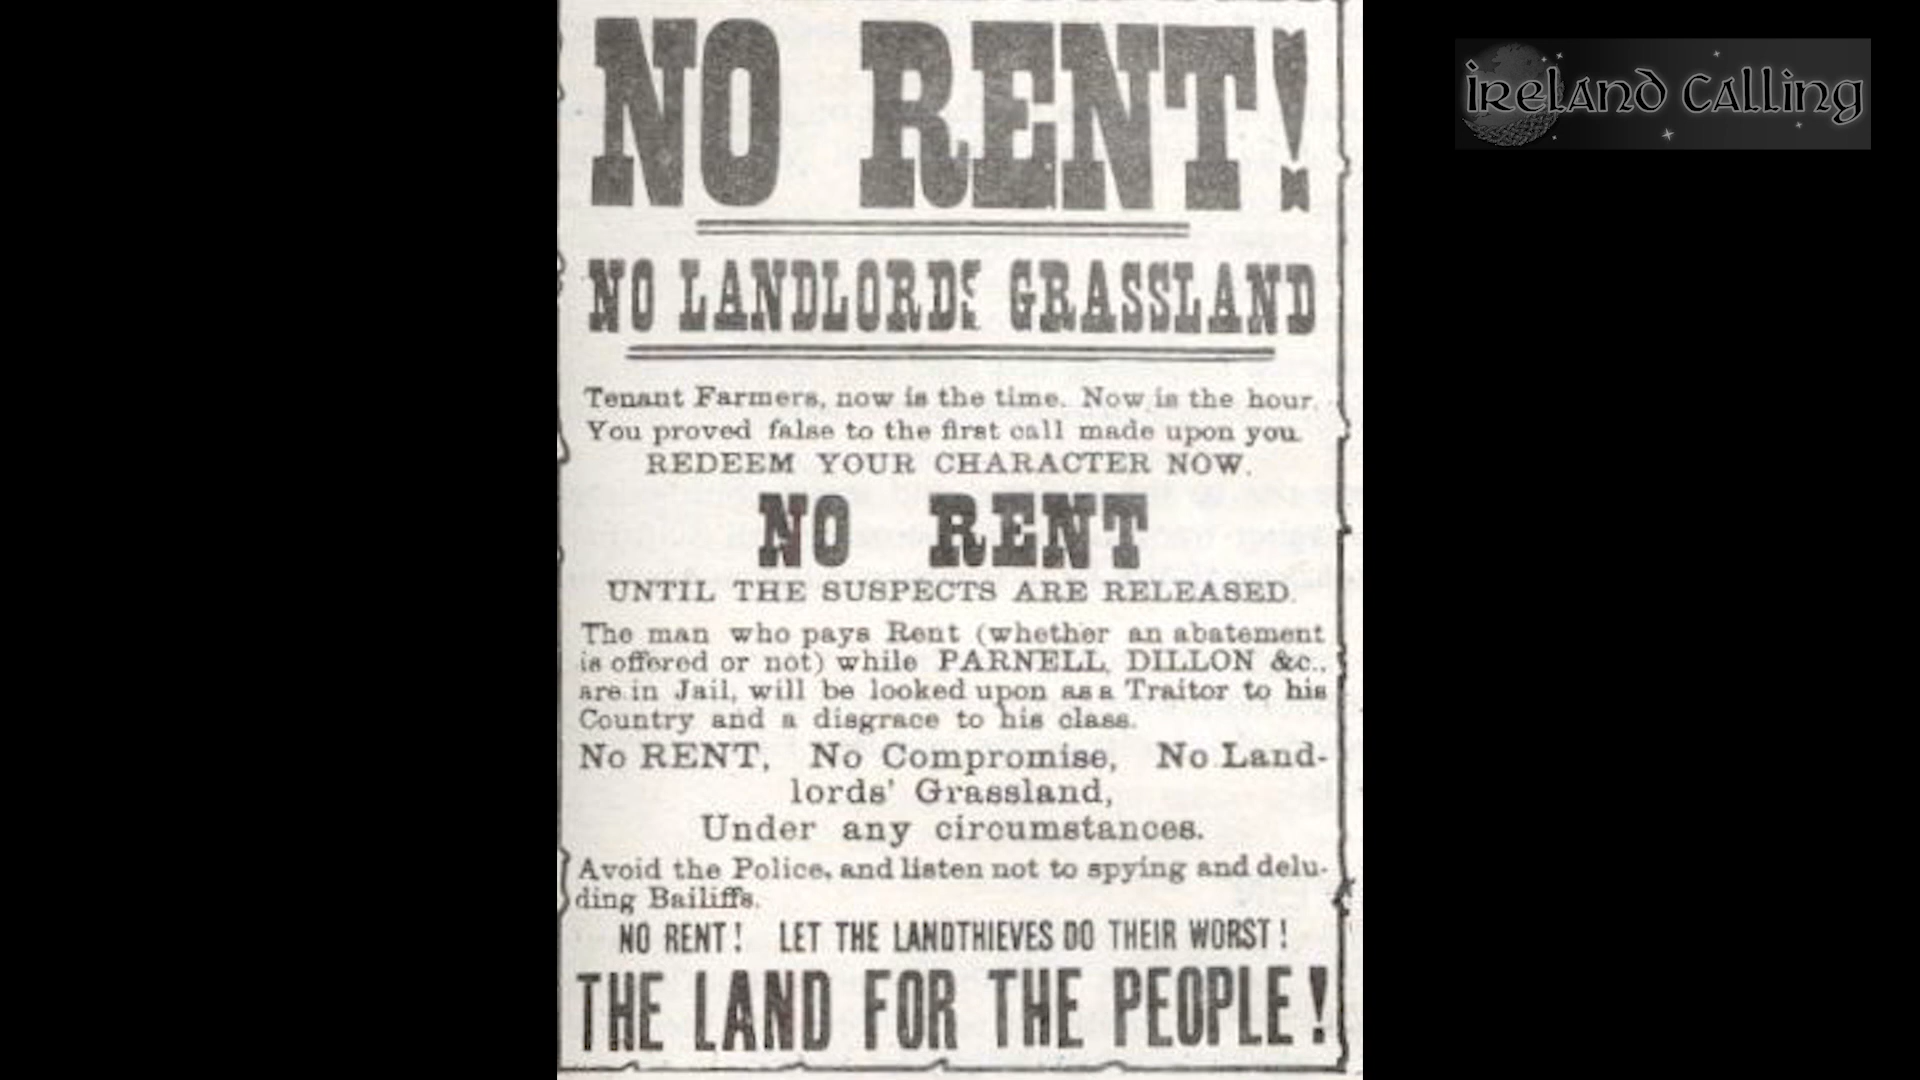 NO RENT!
NO LANDLORDS GRASSLAND
Tenant Farmers, now is the time. Now is the hour.
You proved false to the first call made upon you.
REDEEM YOUR CHARACTER NOW.
NO RENT
UNTIL THE SUSPECTS ARE RELEASED.
The man who pays Rent (whether an abatement
is offered or not) while PARNELL, DILLON &c.,
are in Jail, will be looked upon as a Traitor to his
Country and a disgrace to his class.
No RENT, No Compromise, No Land-
lords' Grassland,
Under any circumstances.
Avoid the Police, and listen not to spying and delu-
ding Bailiffs.
NO RENT! LET THE LANDTHIEVES DO THEIR WORST!
THE LAND FOR THE PEOPLE!
IRELAND CALLING